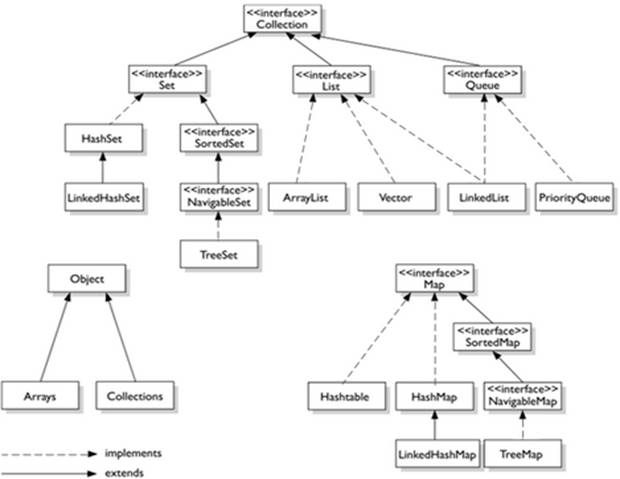 <<interface>>
Collection
<<interface>>
Set
<<interface>>
List
<<interface>>
Queue
HashSet
<<interface>>
SortedSet
LinkedHashSet
<<interface>>
NavigableSet
ArrayList
Vector
LinkedList
PriorityQueue
TreeSet
Object
<<interface>>
Map
<<interface>>
SortedMap
Arrays
Collections
Hashtable
HashMap
<<interface>>
NavigableMap
LinkedHashMap
TreeMap
implements
extends